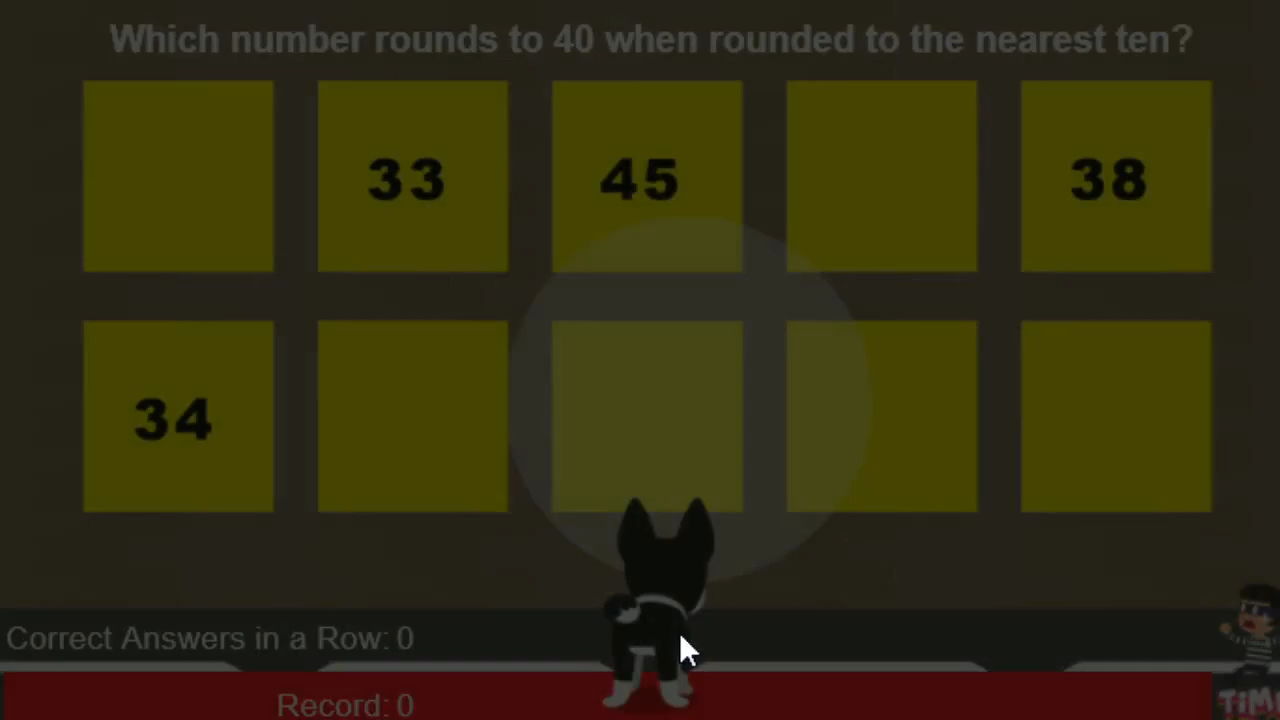 Which number rounds to 40 when rounded to the nearest ten?
33 45 38
34
Correct Answers in a Row: 0
Record: 0